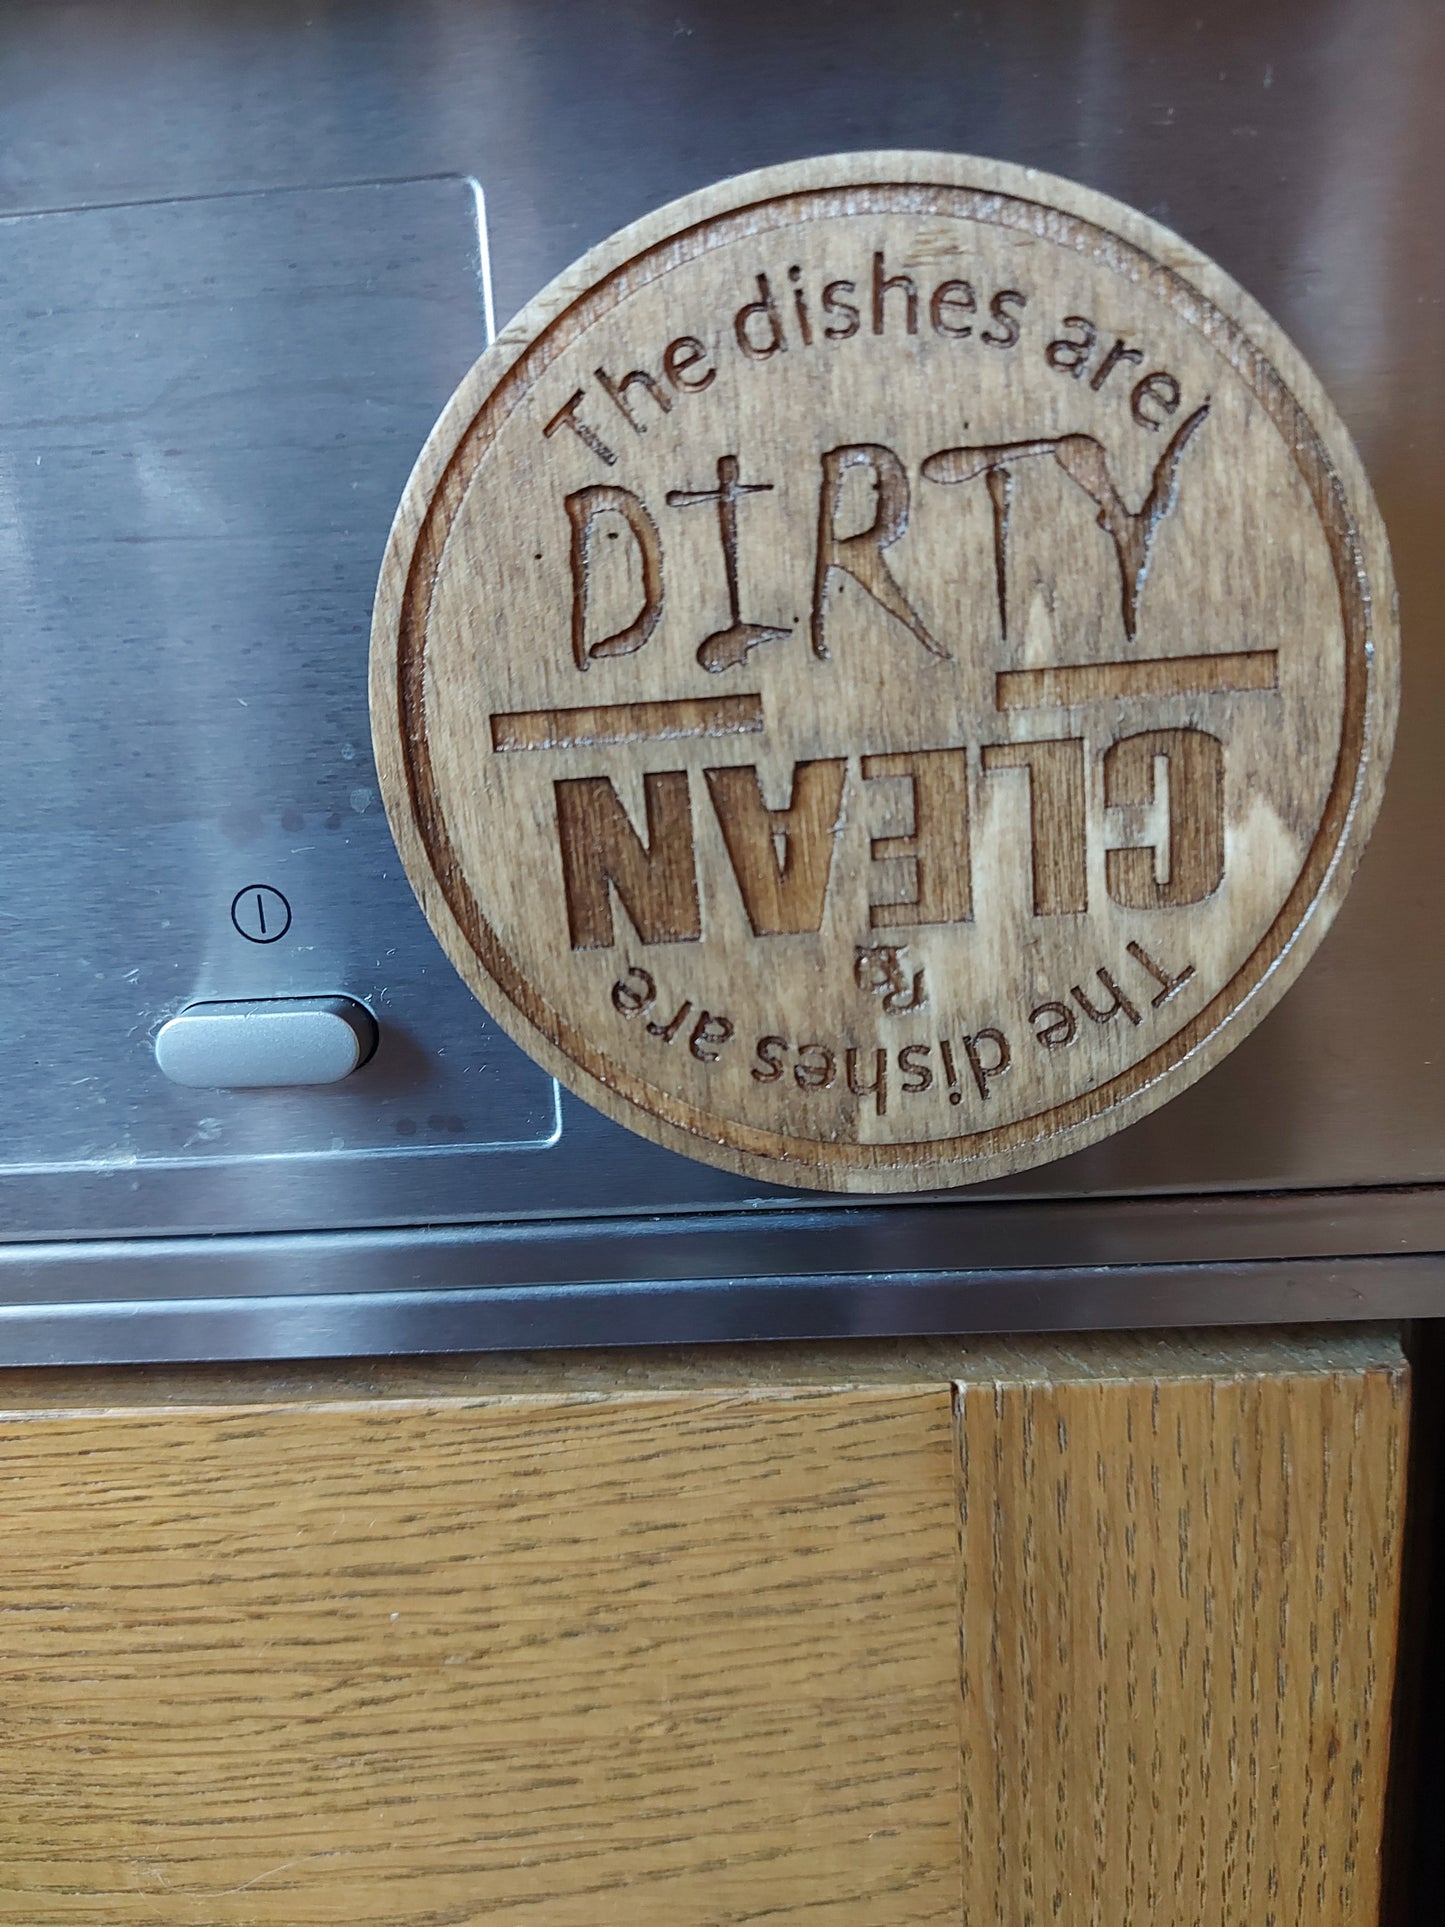 The dishes are
DIRTY
CLEAN
The dishes are